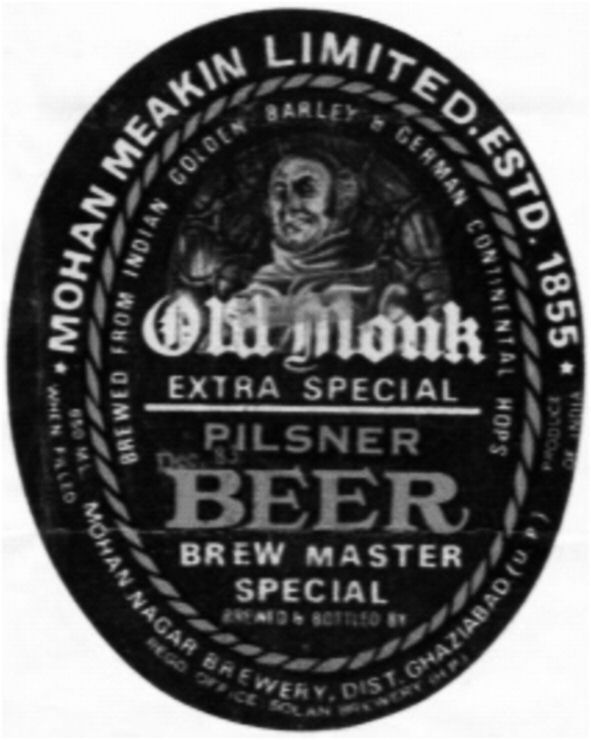 ★ MOHAN MEAKIN LIMITED. ESTD. 1855 ★
BREWED FROM INDIAN GOLDEN BARLEY & GERMAN CONTINENTAL HOPS
Old Monk
EXTRA SPECIAL
PILSNER
Dec. '83
BEER
BREW MASTER
SPECIAL
BREWED & BOTTLED BY
MOHAN NAGAR BREWERY, DIST. GHAZIABAD (U P)
REGD. OFFICE SOLAN BREWERY (H P)
650 ML
WHEN FILLED
PRODUCE
OF INDIA